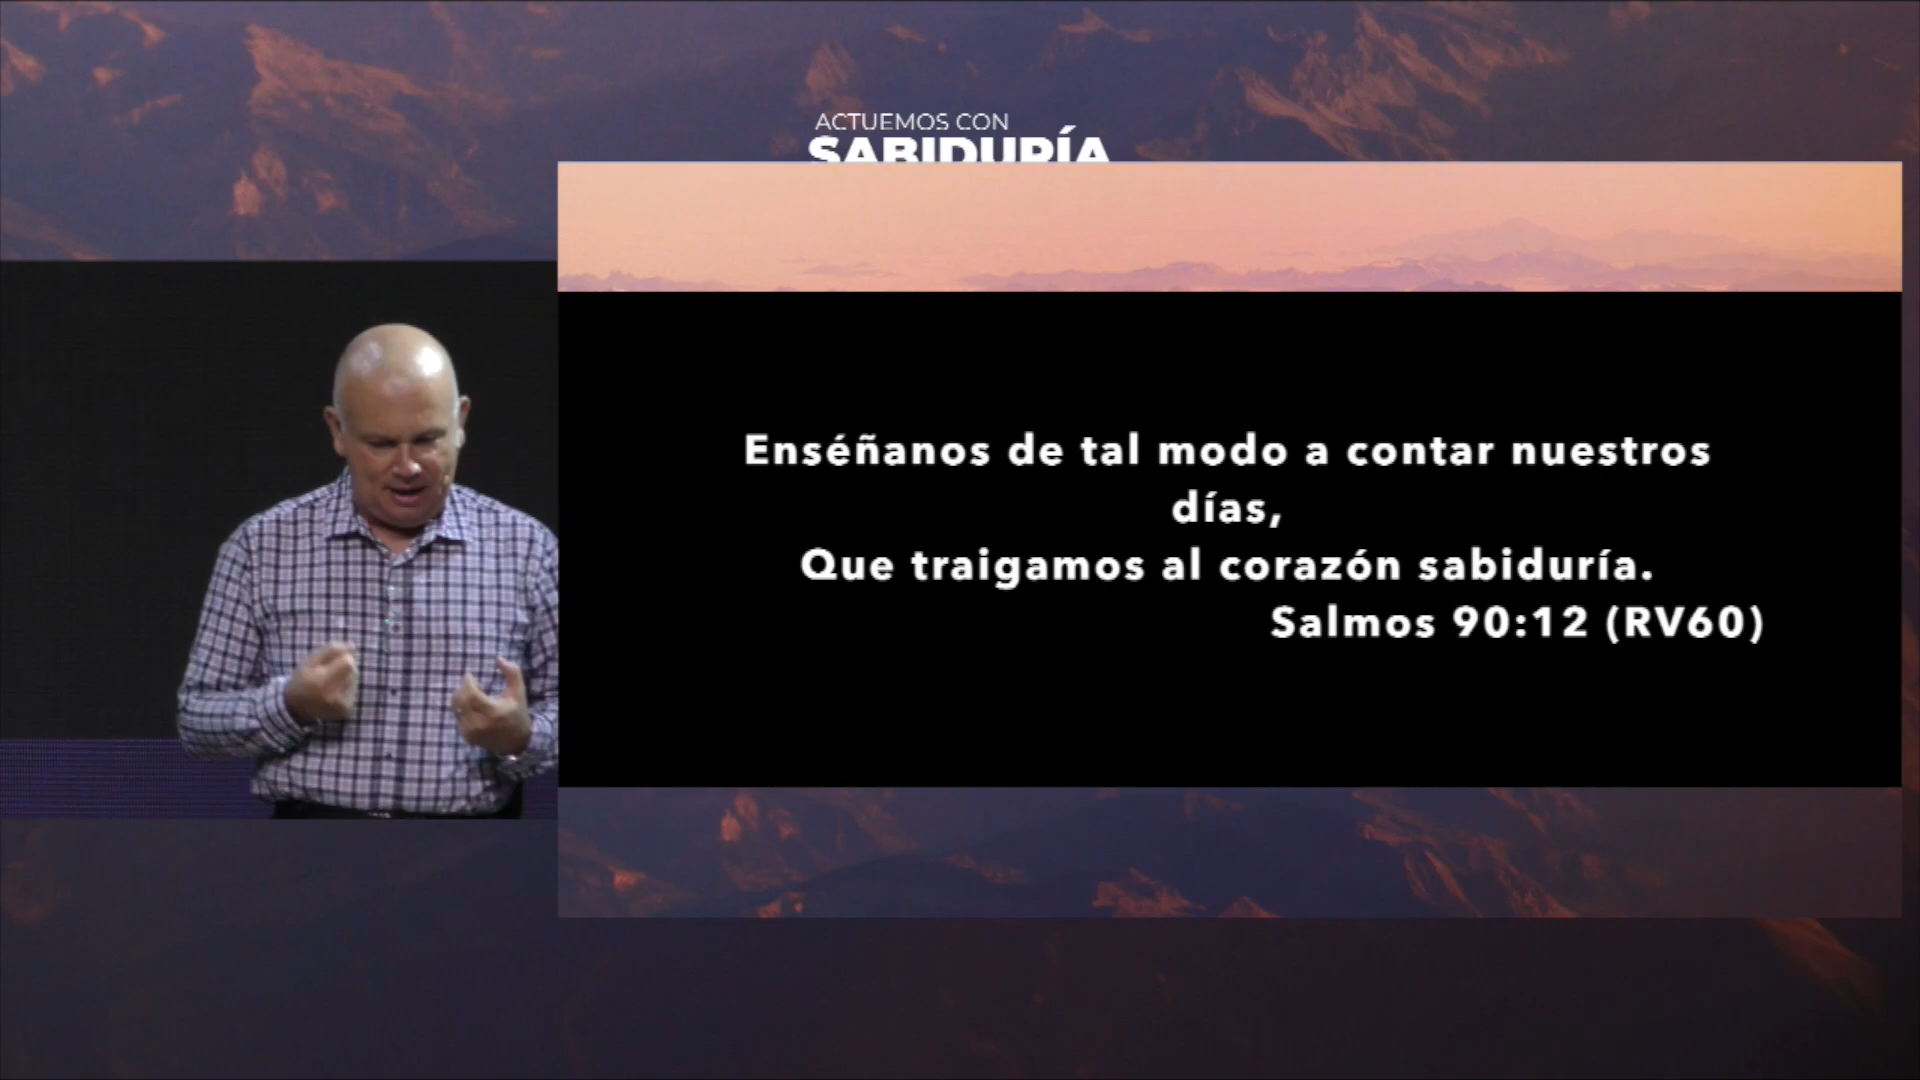 ACTUEMOS CON
SABIDURÍA
Enséñanos de tal modo a contar nuestros
días,
Que traigamos al corazón sabiduría.
Salmos 90:12 (RV60)